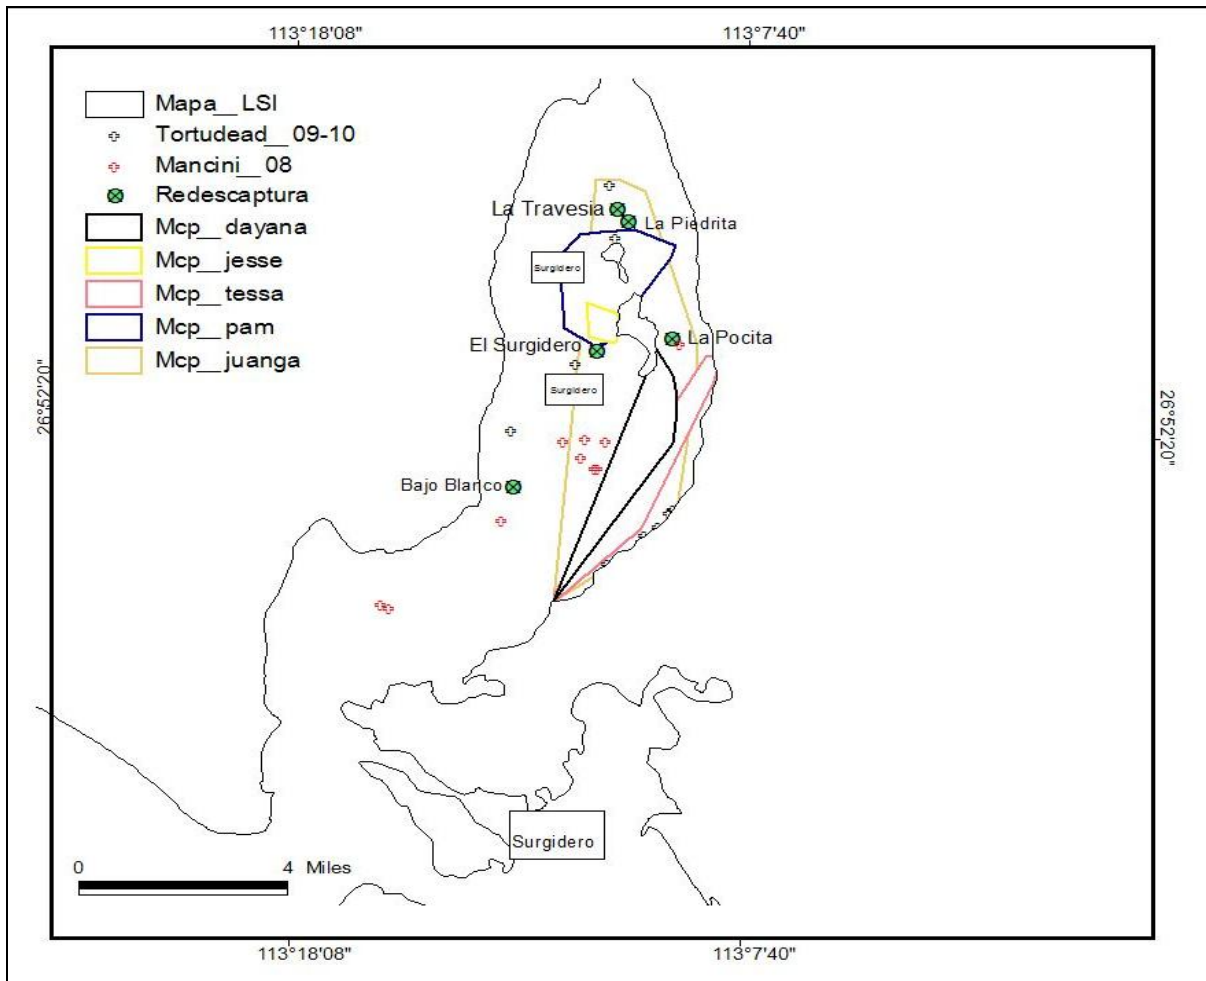 113°18'08"
113°7'40"
Mapa__LSI
Tortudead__09-10
Mancini__08
Redescaptura
Mcp__dayana
Mcp__jesse
Mcp__tessa
Mcp__pam
Mcp__juanga
La Travesia
La Piedrita
Surgidero
El Surgidero
La Pocita
Surgidero
26°52'20"
26°52'20"
Bajo Blanco
Surgidero
0
4 Miles
113°18'08"
113°7'40"